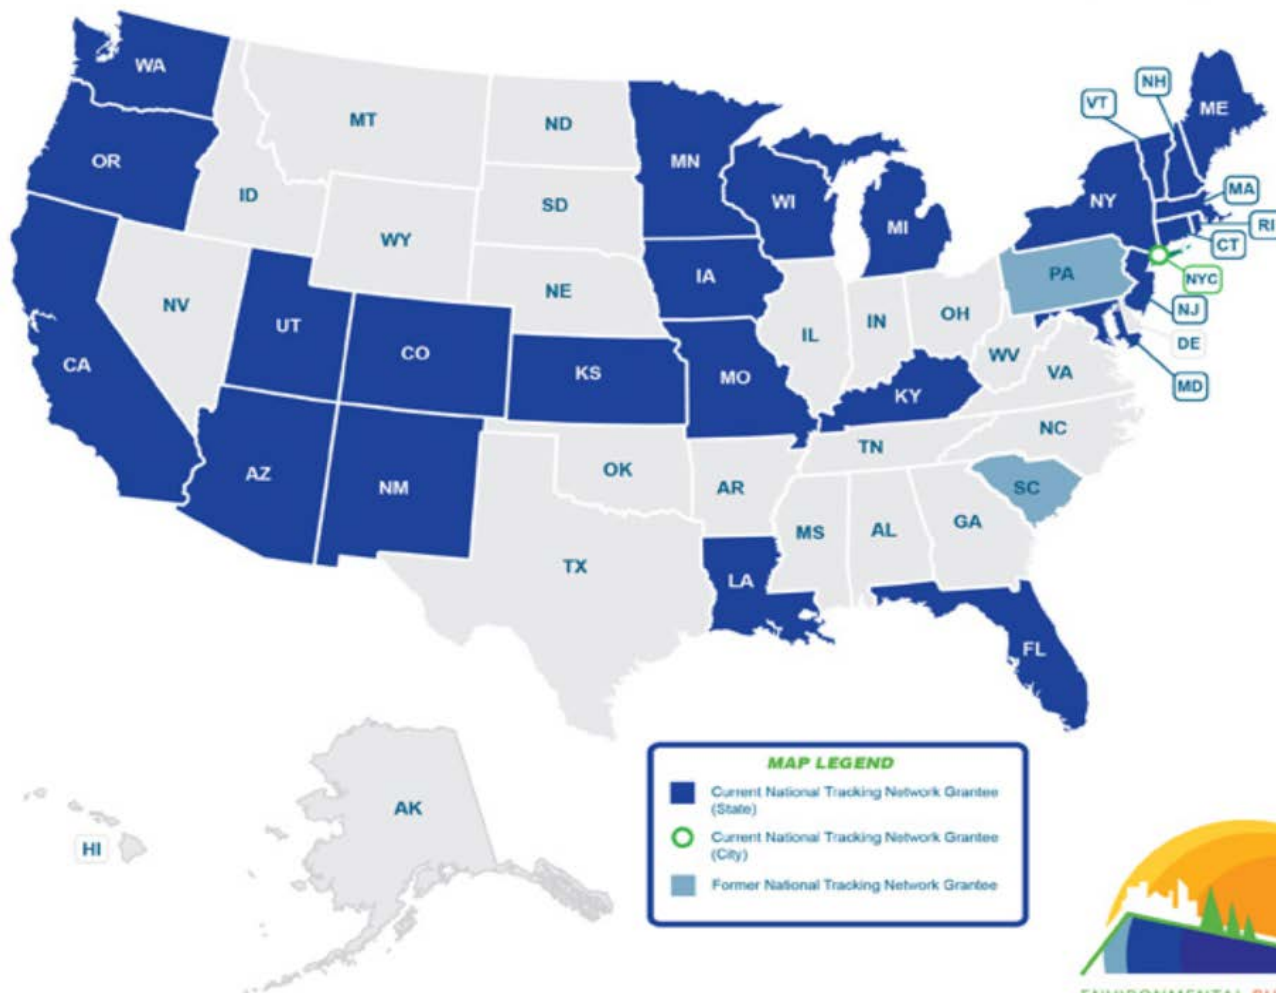 WA
MT
ND
MN
VT
NH
ME
OR
ID
SD
WI
MI
NY
MA
RI
CT
NYC
WY
NE
IA
PA
NJ
DE
MD
NV
UT
CO
KS
MO
IL
IN
OH
WV
VA
CA
KY
AZ
NM
OK
AR
TN
NC
SC
TX
LA
MS
AL
GA
FL
HI
AK
MAP LEGEND
Current National Tracking Network Grantee
(State)
Current National Tracking Network Grantee
(City)
Former National Tracking Network Grantee
ENVIRONMENTAL